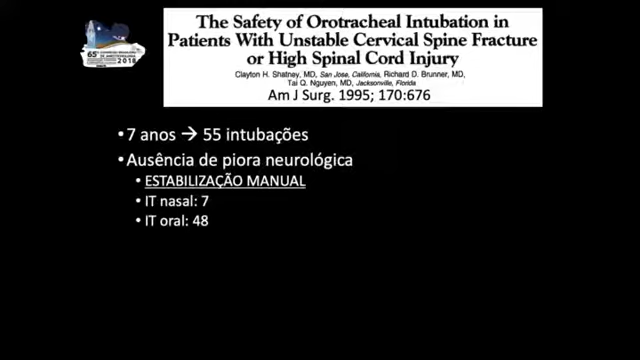 The Safety of Orotracheal Intubation in
Patients With Unstable Cervical Spine Fracture
or High Spinal Cord Injury
Clayton H. Shatney, MD, San Jose, California, Richard D. Brunner, MD,
Tai Q. Nguyen, MD, Jacksonville, Florida
Am J Surg. 1995; 170:676
65º
2018
• 7 anos → 55 intubações
• Ausência de piora neurológica
• ESTABILIZAÇÃO MANUAL
• IT nasal: 7
• IT oral: 48